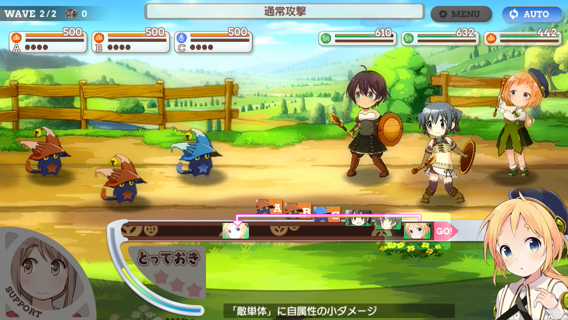 WAVE 2/2 0
通常攻撃
MENU
AUTO
500 500 500 610 632 442
A B C
A B C GO!
とっておき
SUPPORT
「敵単体」に自属性の小ダメージ